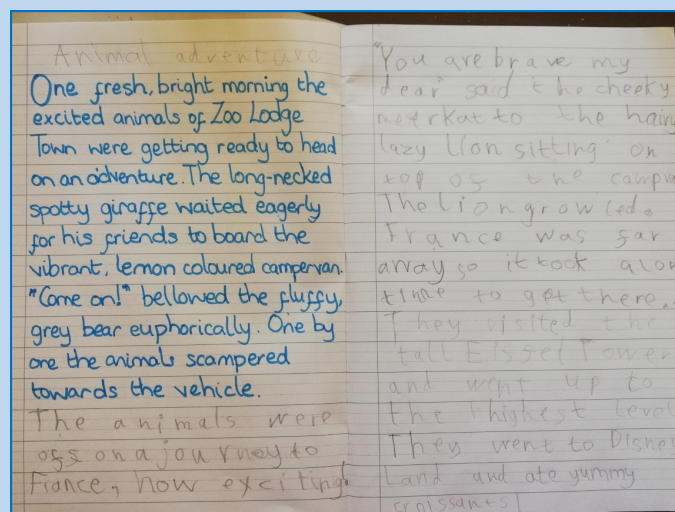 Animal adventure
One fresh, bright morning the
excited animals of Zoo Lodge
Town were getting ready to head
on an adventure. The long-necked
spotty giraffe waited eagerly
for his friends to board the
vibrant, lemon coloured campervan.
"Come on!" bellowed the fluffy,
grey bear euphorically. One by
one the animals scampered
towards the vehicle.
The animals were
off on a journey to
france, how exciting!
"You are brave my
dear" said the cheeky
meerkat to the hairy
lazy lion sitting on
top of the
The lion growled.
France was far
away so it took a
time to get there.
They visited the
tall Eiffel Tower
and went up to
the highest
They went to
Land and ate yummy
croissants!